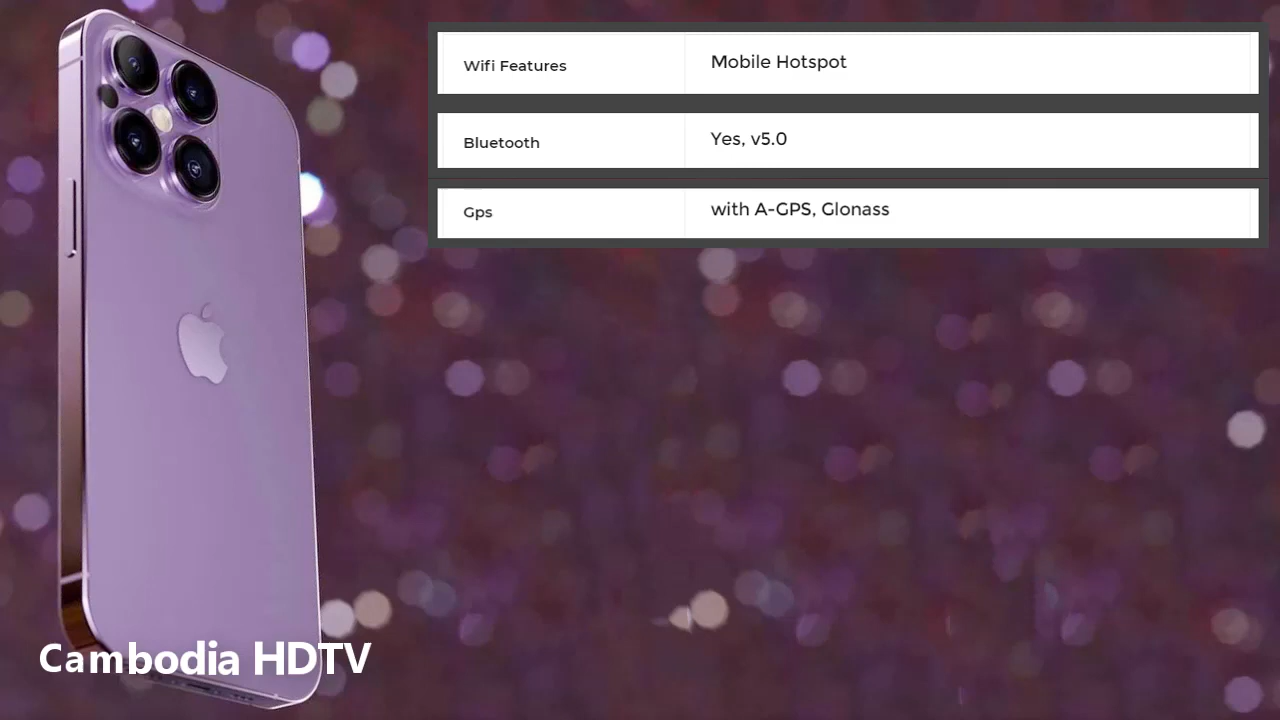 Wifi Features Mobile Hotspot
Bluetooth Yes, v5.0
Gps with A-GPS, Glonass
Cambodia HDTV